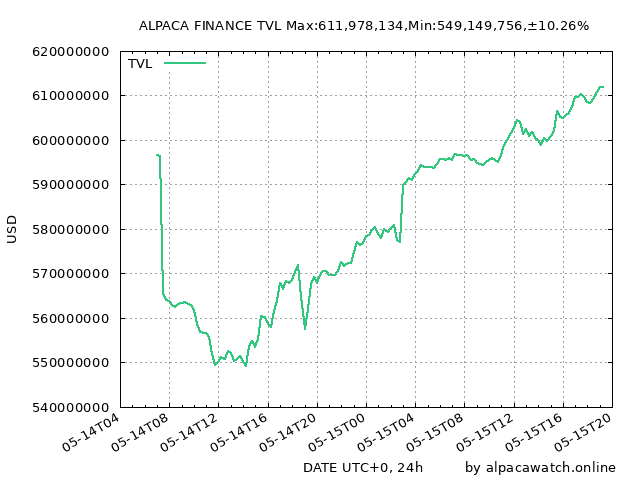 ALPACA FINANCE TVL Max:611,978,134,Min:549,149,756,±10.26%
620000000
TVL
610000000
600000000
590000000
580000000
USD
570000000
560000000
550000000
540000000
05-14T04
05-14T08
05-14T12
05-14T16
05-14T20
05-15T00
05-15T04
05-15T08
05-15T12
05-15T16
05-15T20
DATE UTC+0, 24h
by alpacawatch.online